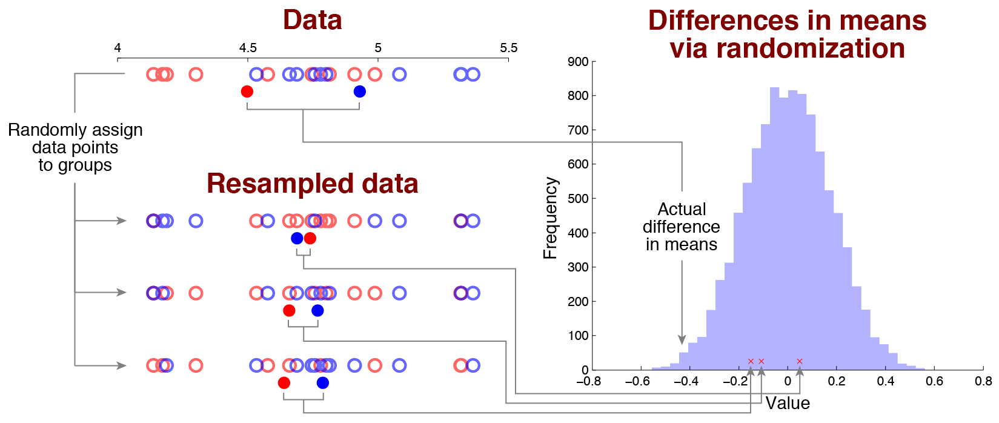 Data
4 4.5 5 5.5
Randomly assign
data points
to groups
Resampled data
Differences in means
via randomization
900
800
700
600
500
400
300
200
100
0
Frequency
Actual
difference
in means
−0.8 −0.6 −0.4 −0.2 0 0.2 0.4 0.6 0.8
Value